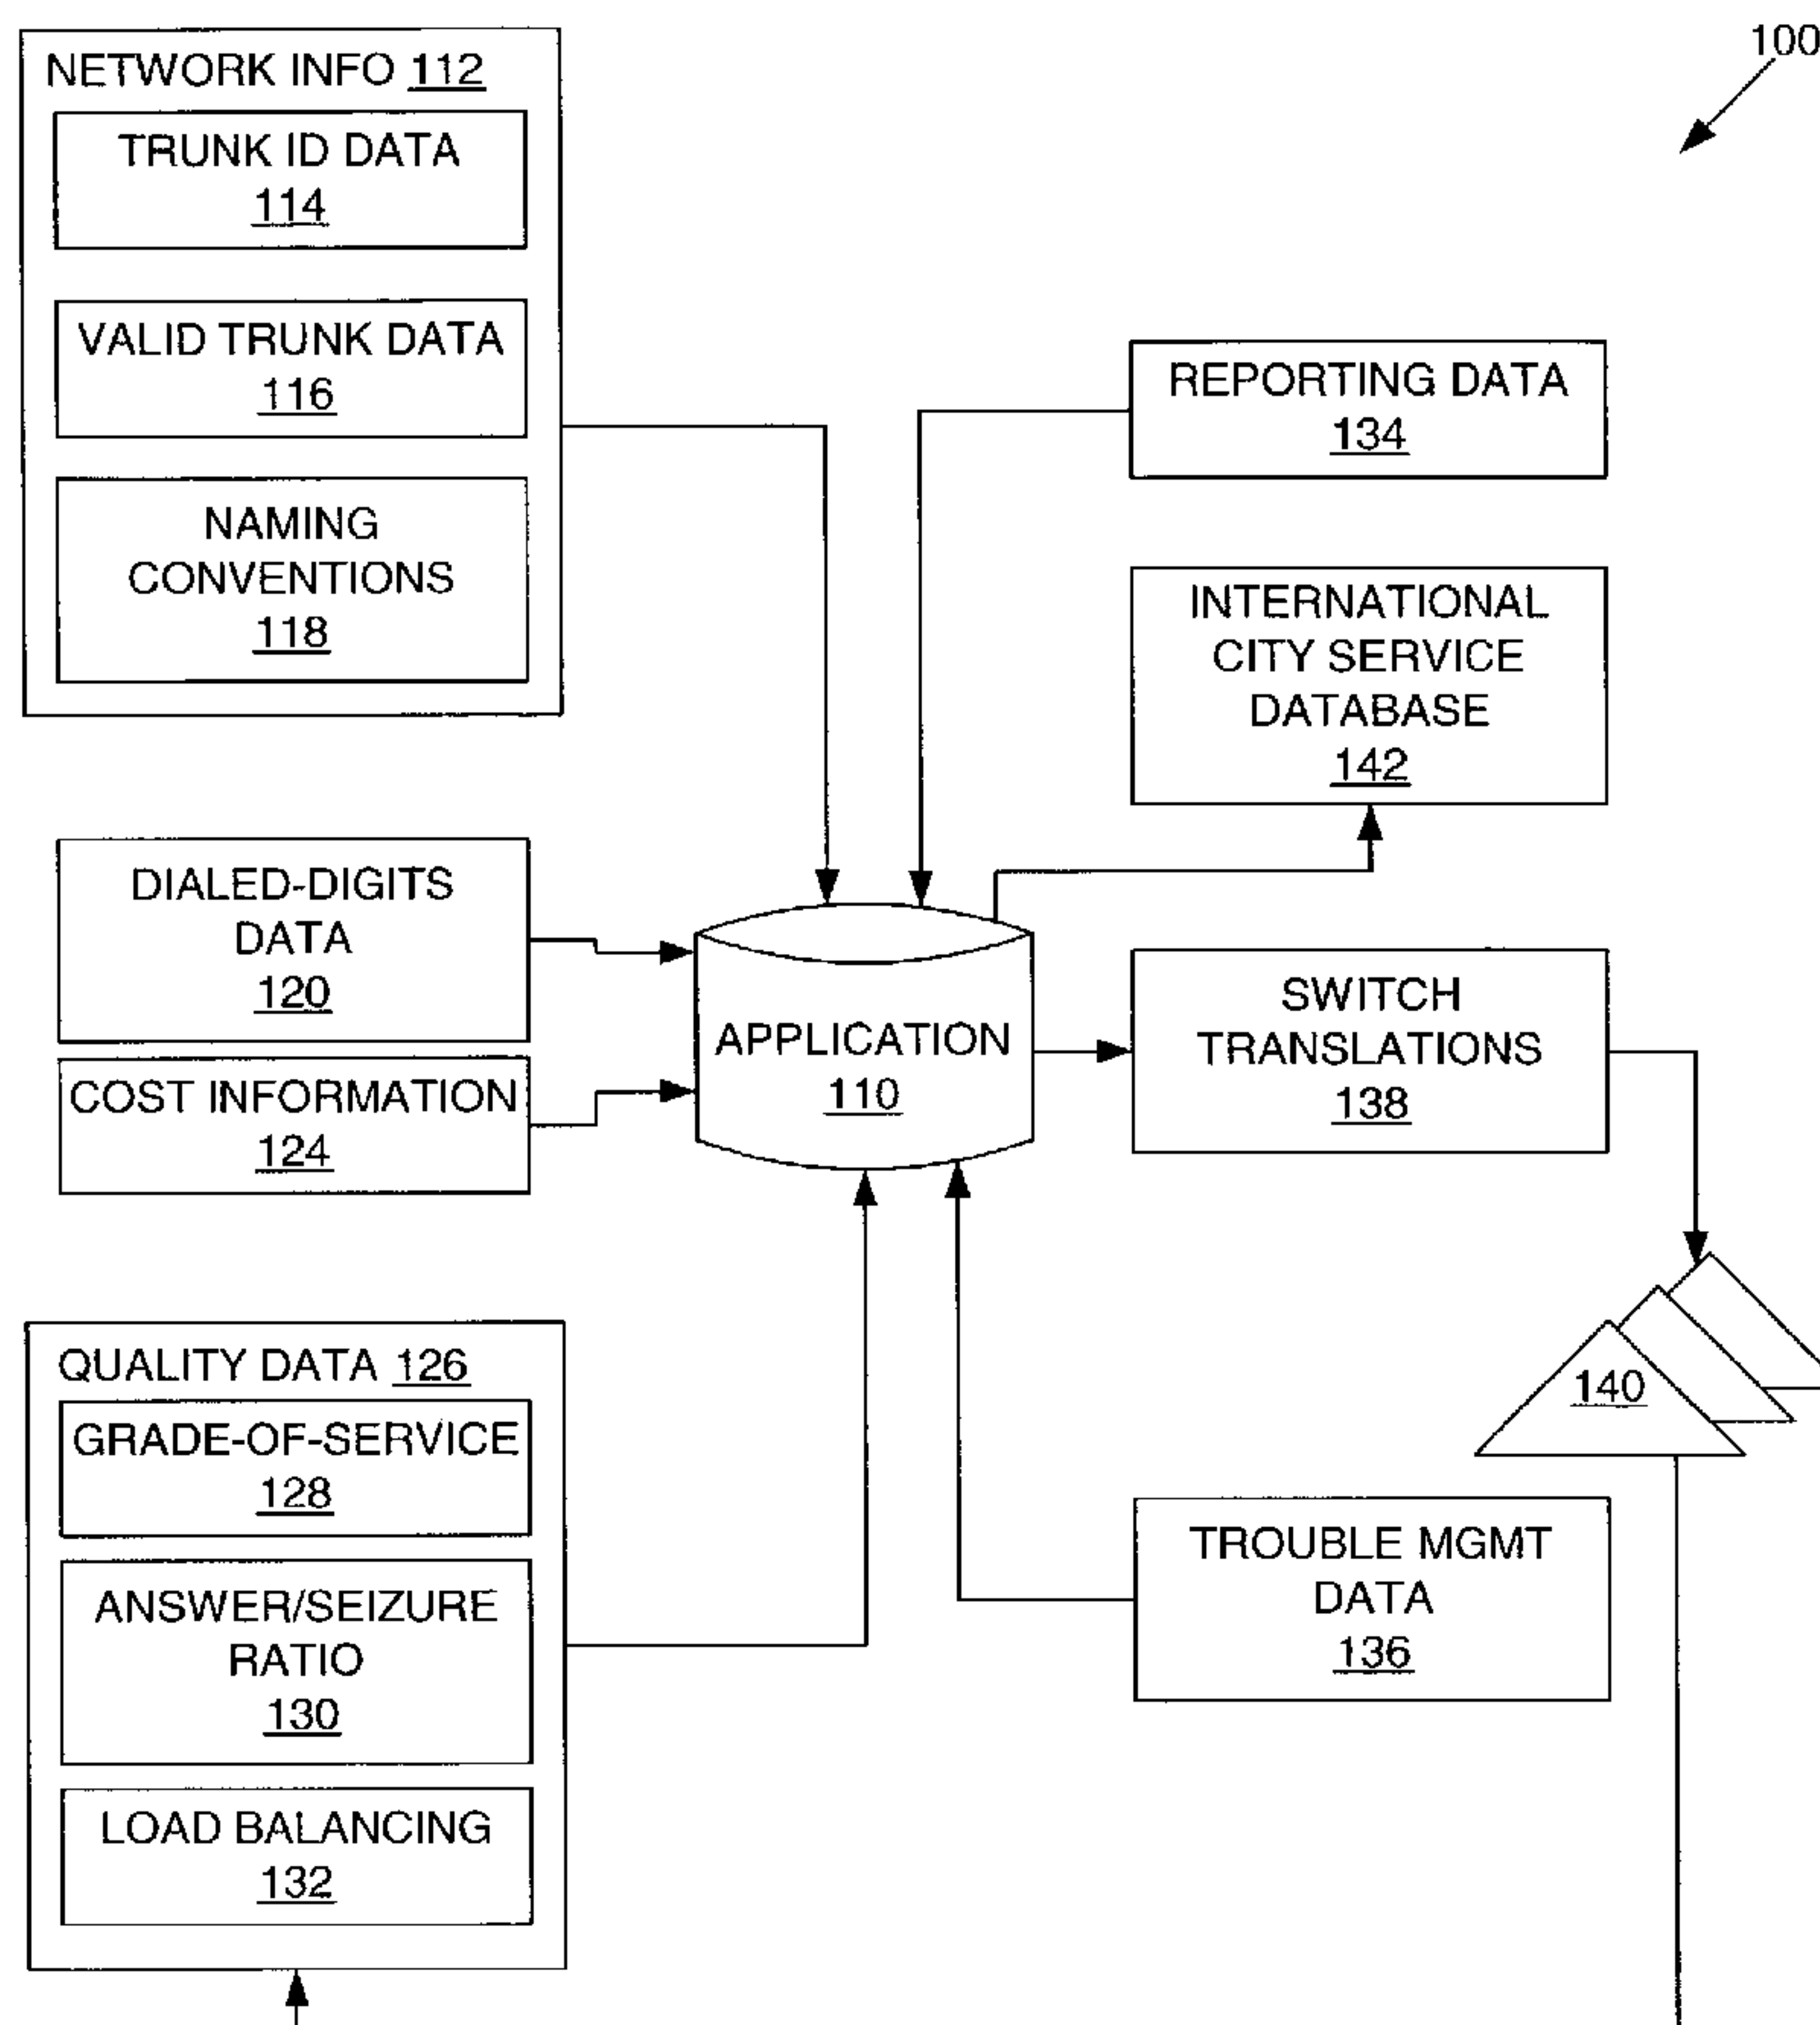 100
NETWORK INFO 112
TRUNK ID DATA
114
VALID TRUNK DATA
116
NAMING
CONVENTIONS
118
REPORTING DATA
134
INTERNATIONAL
CITY SERVICE
DATABASE
142
DIALED-DIGITS
DATA
120
COST INFORMATION
124
APPLICATION
110
SWITCH
TRANSLATIONS
138
140
QUALITY DATA 126
GRADE-OF-SERVICE
128
ANSWER/SEIZURE
RATIO
130
LOAD BALANCING
132
TROUBLE MGMT
DATA
136